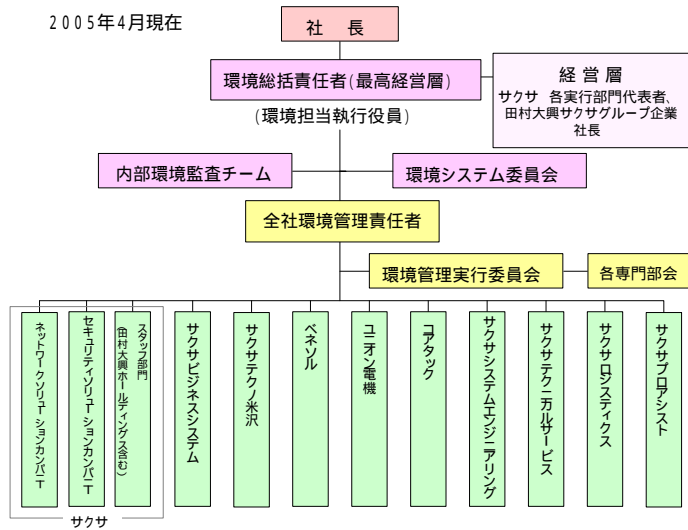 2005年4月現在
社 長
環境総括責任者(最高経営層)
(環境担当執行役員)
経 営 層
サクサ 各実行部門代表者、
田村大興サクサグループ企業
社長
内部環境監査チーム
環境システム委員会
全社環境管理責任者
環境管理実行委員会
各専門部会
ネットワークソリューションカンパニー
セキュリティソリューションカンパニー
スタッフ部門
(田村大興ホールディングス含む)
サクサビジネスシステム
サクサテクノ米沢
ベネソル
ユニオン電機
コアタック
サクサシステムエンジニアリング
サクサテクニカルサービス
サクサロジスティクス
サクサプロアシスト
サクサ